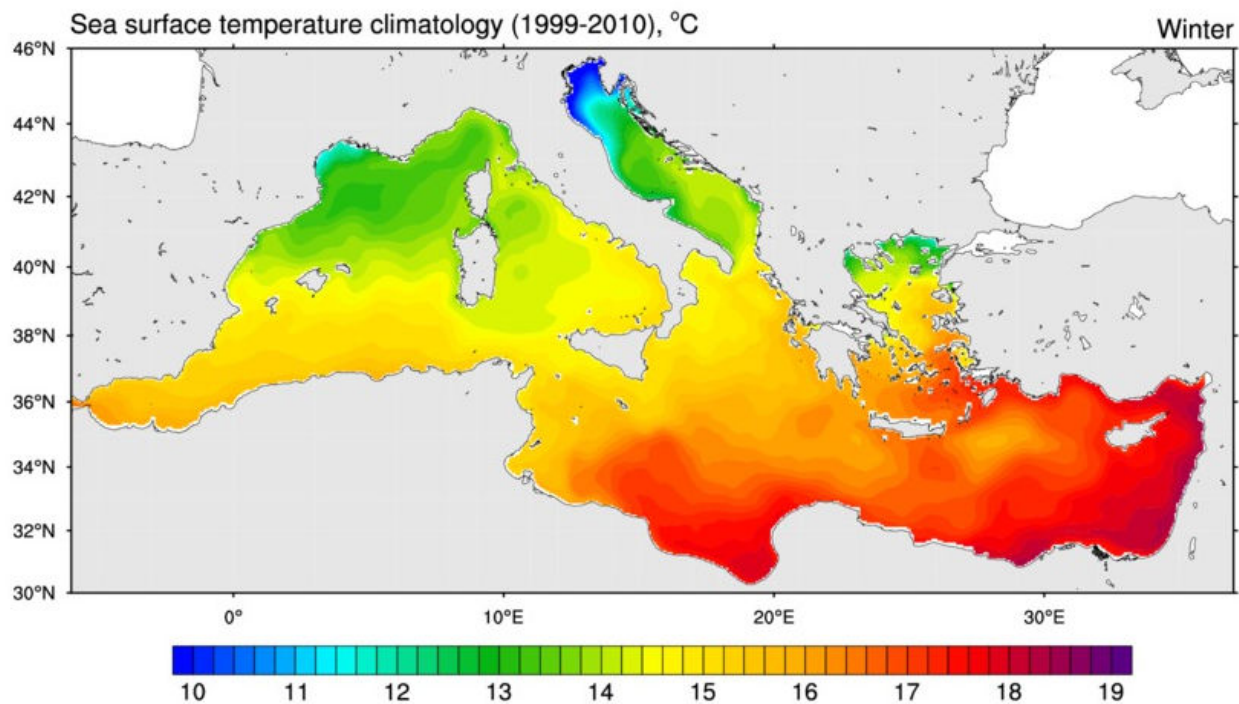 Sea surface temperature climatology (1999-2010), °C Winter
46°N
44°N
42°N
40°N
38°N
36°N
34°N
32°N
30°N
0° 10°E 20°E 30°E
10 11 12 13 14 15 16 17 18 19